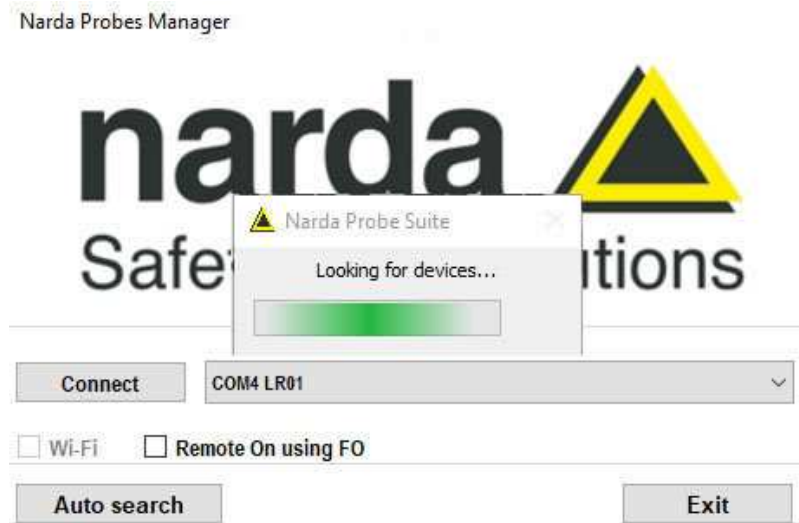 Narda Probes Manager
narda
Narda Probe Suite
Looking for devices...
Connect
COM4 LR01
Wi-Fi
Remote On using FO
Auto search
Exit